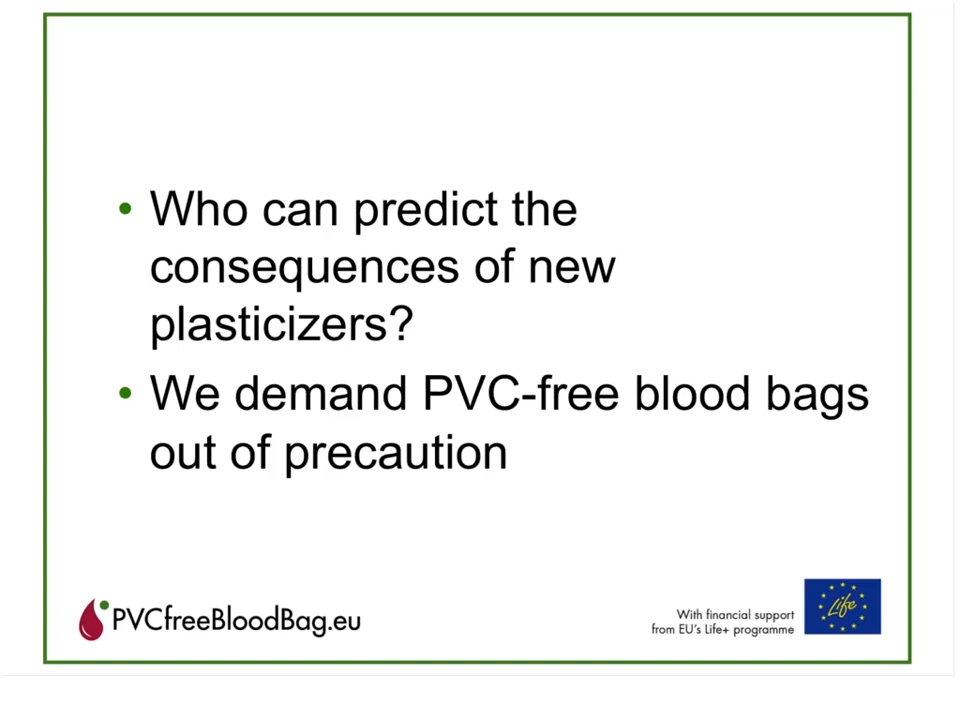 • Who can predict the
consequences of new
plasticizers?
• We demand PVC-free blood bags
out of precaution
PVCfreeBloodBag.eu
With financial support
from EU's Life+ programme
Life